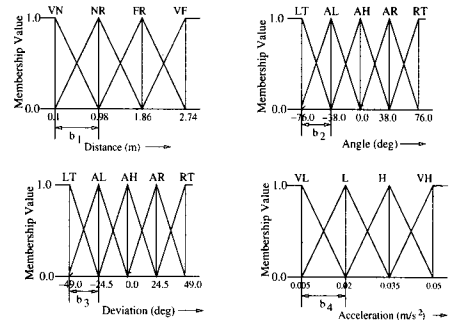 VN NR FR VF
Membership Value
1.0
0.0
0.1 0.98 1.86 2.74
b1
Distance (m)
LT AL AH AR RT
Membership Value
1.0
0.0
-76.0 -38.0 0.0 38.0 76.0
b2
Angle (deg)
LT AL AH AR RT
Membership Value
1.0
0.0
-49.0 -24.5 0.0 24.5 49.0
b3
Deviation (deg)
VL L H VH
Membership Value
1.0
0.0
0.005 0.02 0.035 0.05
b4
Acceleration (m/s²)